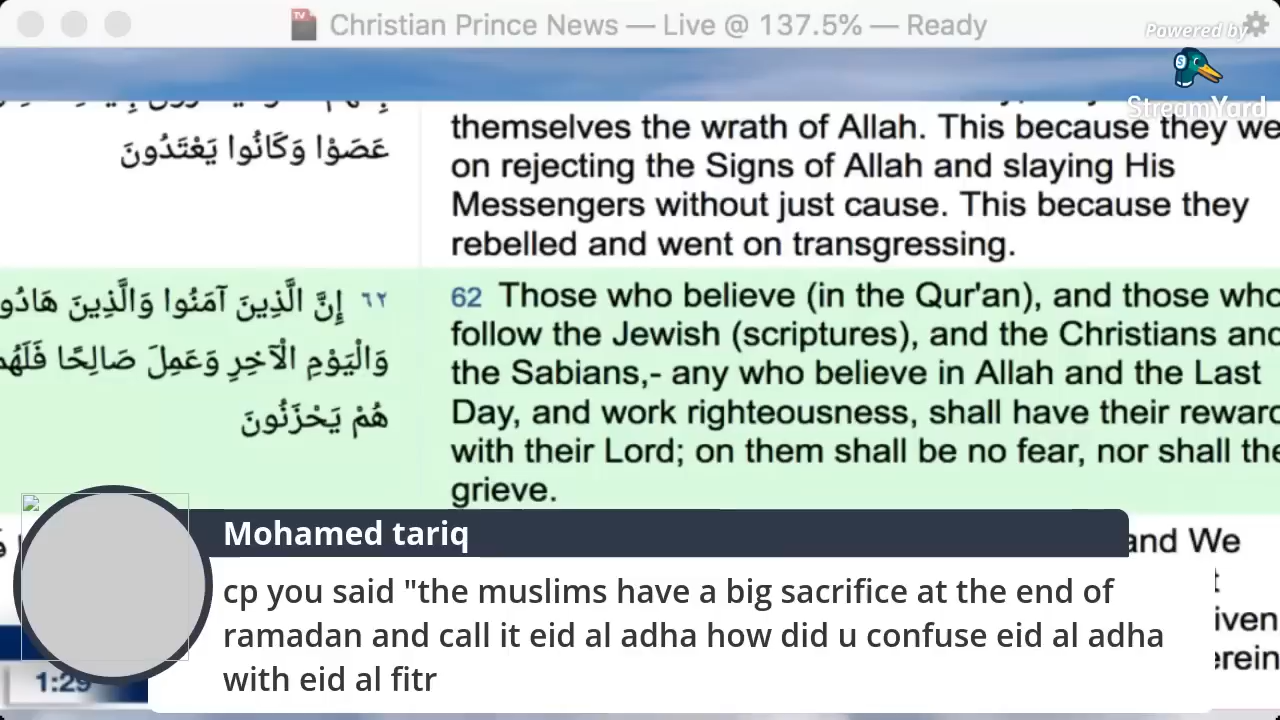 Christian Prince News — Live @ 137.5% — Ready
Powered by
StreamYard
themselves the wrath of Allah. This because they we
عَصَوْا وَكَانُوا يَعْتَدُونَ
on rejecting the Signs of Allah and slaying His
Messengers without just cause. This because they
rebelled and went on transgressing.
٦٢ إِنَّ الَّذِينَ آمَنُوا وَالَّذِينَ هَادُو
وَالْيَوْمِ الْآخِرِ وَعَمِلَ صَالِحًا فَلَهُم
هُمْ يَحْزَنُونَ
62 Those who believe (in the Qur'an), and those who
follow the Jewish (scriptures), and the Christians and
the Sabians,- any who believe in Allah and the Last
Day, and work righteousness, shall have their reward
with their Lord; on them shall be no fear, nor shall the
grieve.
and We
iven
erein
Mohamed tariq
cp you said "the muslims have a big sacrifice at the end of
ramadan and call it eid al adha how did u confuse eid al adha
with eid al fitr
1:29